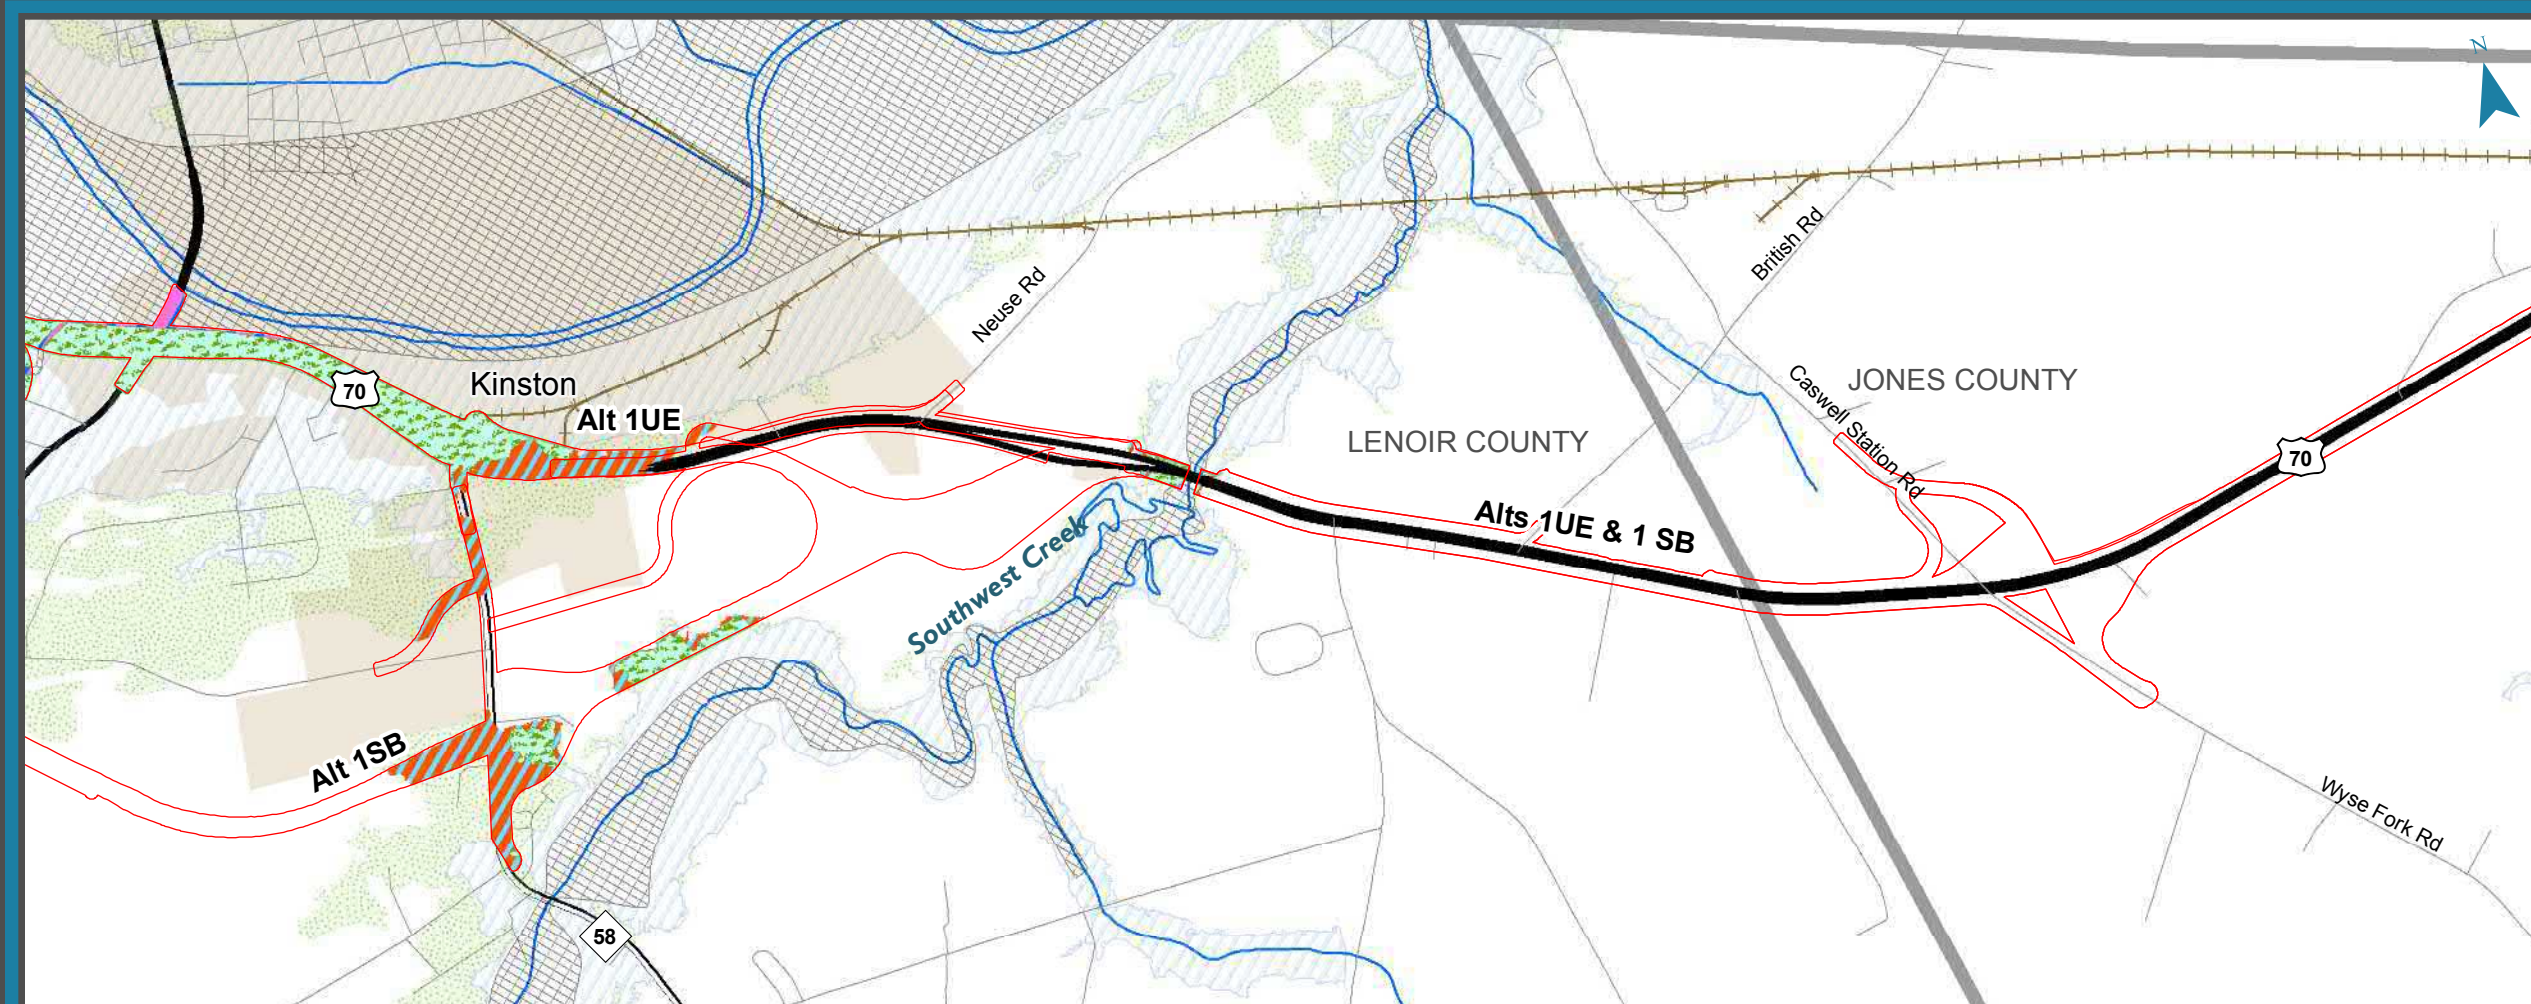 N
British Rd
Neuse Rd
70
Kinston
Alt 1UE
Caswell Station Rd
JONES COUNTY
LENOIR COUNTY
70
Alts 1UE & 1 SB
Southwest Creek
Alt 1SB
Wyse Fork Rd
58